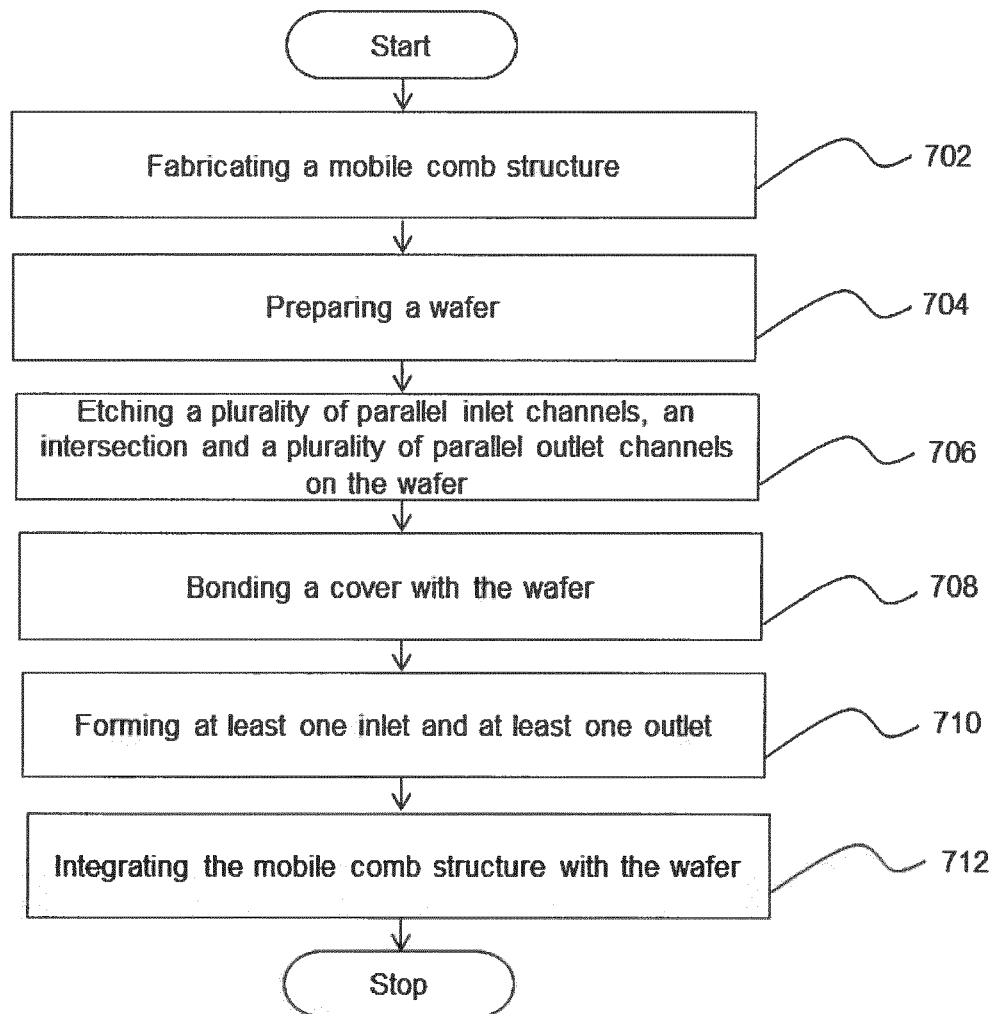 Start
Fabricating a mobile comb structure
702
Preparing a wafer
704
Etching a plurality of parallel inlet channels, an
intersection and a plurality of parallel outlet channels
on the wafer
706
Bonding a cover with the wafer
708
Forming at least one inlet and at least one outlet
710
Integrating the mobile comb structure with the wafer
712
Stop